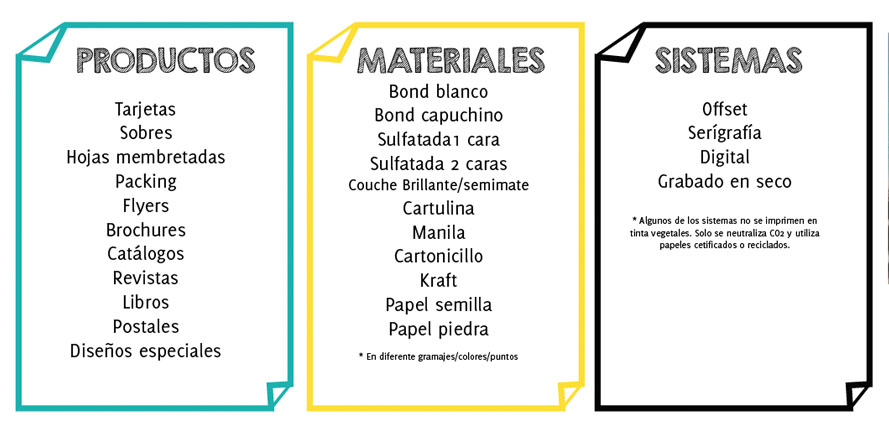 PRODUCTOS
Tarjetas
Sobres
Hojas membretadas
Packing
Flyers
Brochures
Catálogos
Revistas
Libros
Postales
Diseños especiales
MATERIALES
Bond blanco
Bond capuchino
Sulfatada1 cara
Sulfatada 2 caras
Couche Brillante/semimate
Cartulina
Manila
Cartonicillo
Kraft
Papel semilla
Papel piedra
* En diferente gramajes/colores/puntos
SISTEMAS
Offset
Serígrafía
Digital
Grabado en seco
* Algunos de los sistemas no se imprimen en
tinta vegetales. Solo se neutraliza CO2 y utiliza
papeles cetificados o reciclados.